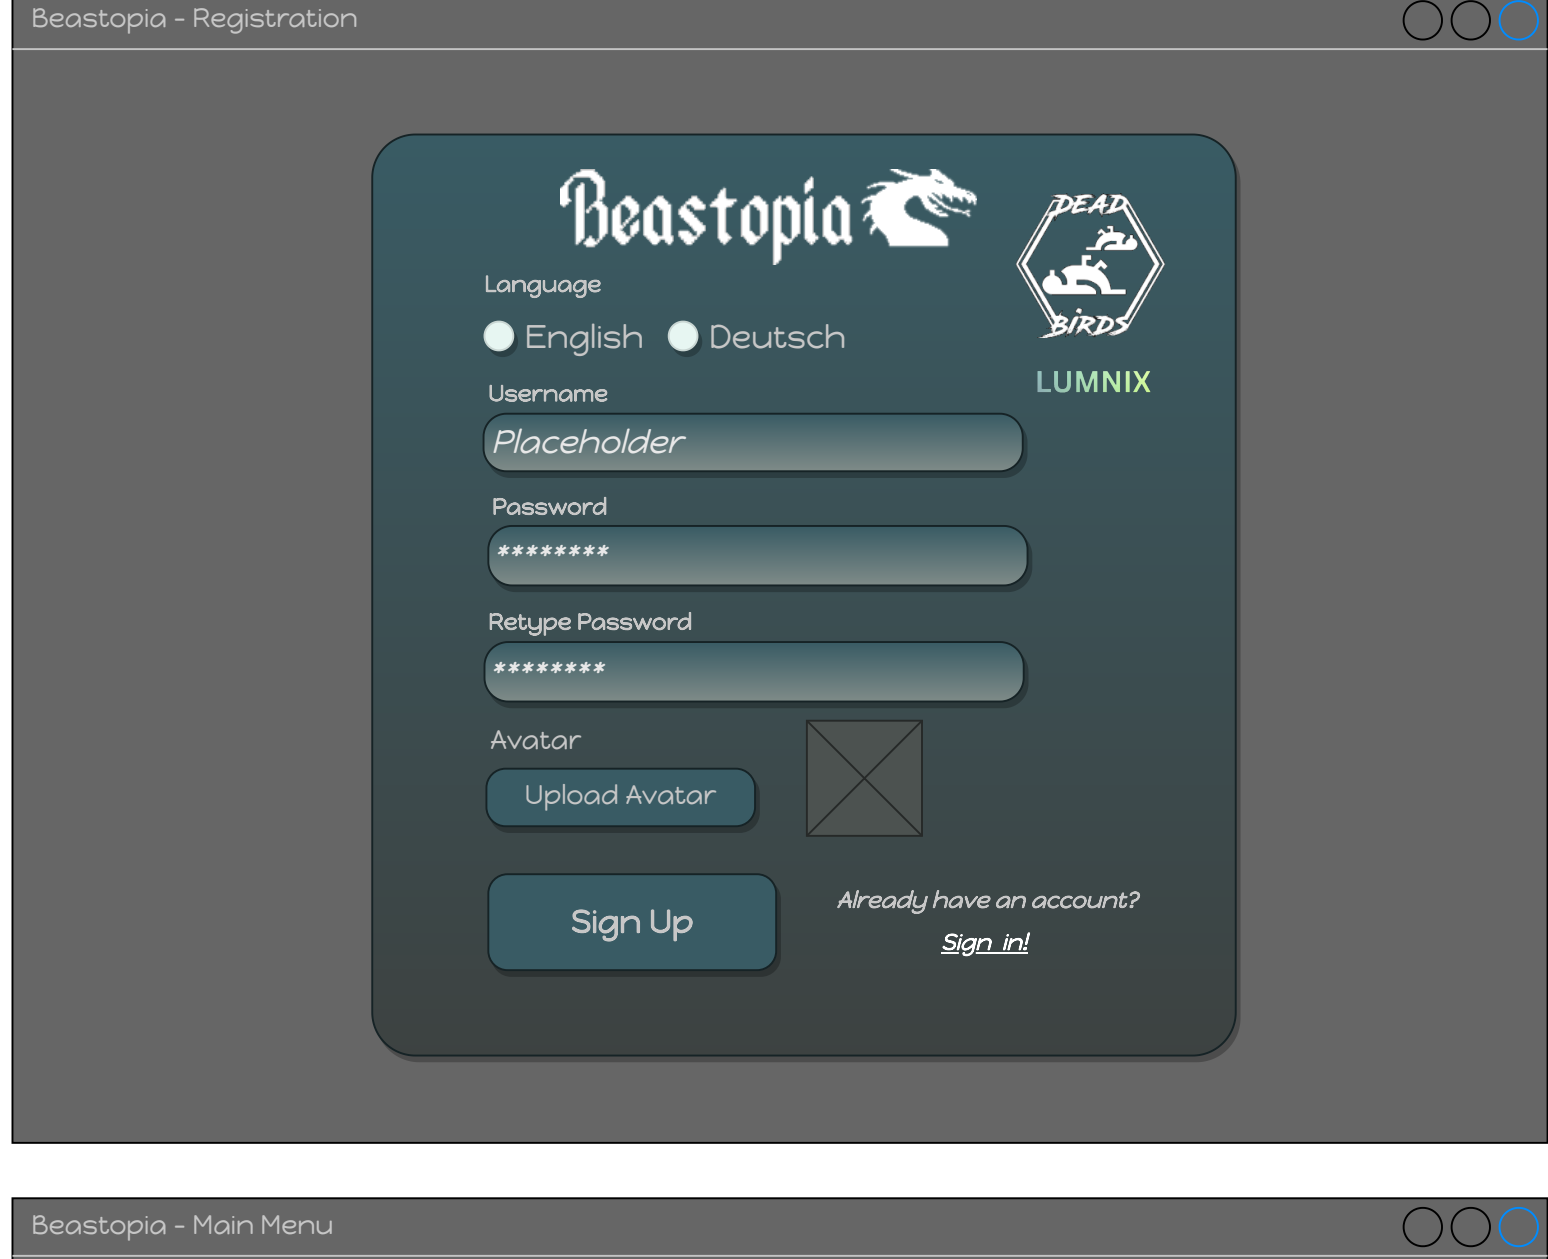 Beastopia - Registration
Beastopia
DEAD
BIRDS
Language
English Deutsch
LUMNIX
Username
Placeholder
Password
********
Retype Password
********
Avatar
Upload Avatar
Sign Up
Already have an account?
Sign in!
Beastopia - Main Menu